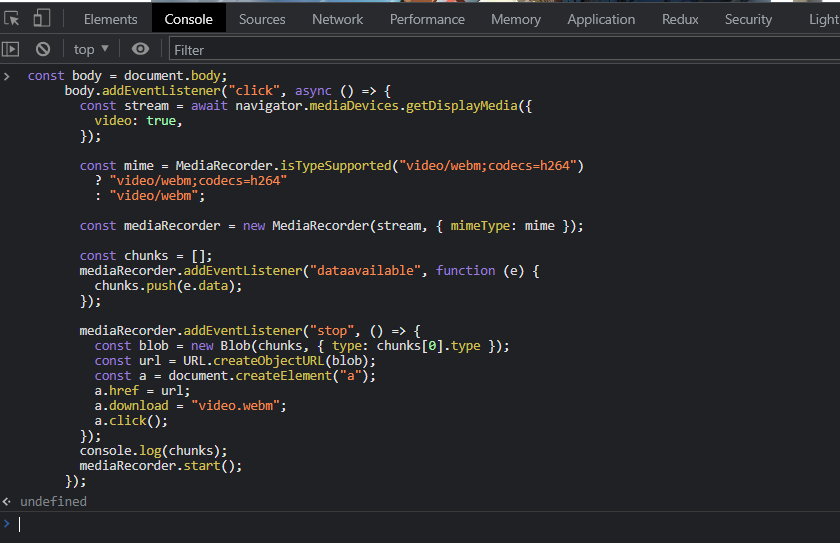 Elements Console Sources Network Performance Memory Application Redux Security Light
top Filter
const body = document.body;
body.addEventListener("click", async () => {
const stream = await navigator.mediaDevices.getDisplayMedia({
video: true,
});
const mime = MediaRecorder.isTypeSupported("video/webm;codecs=h264")
? "video/webm;codecs=h264"
: "video/webm";
const mediaRecorder = new MediaRecorder(stream, { mimeType: mime });
const chunks = [];
mediaRecorder.addEventListener("dataavailable", function (e) {
chunks.push(e.data);
});
mediaRecorder.addEventListener("stop", () => {
const blob = new Blob(chunks, { type: chunks[0].type });
const url = URL.createObjectURL(blob);
const a = document.createElement("a");
a.href = url;
a.download = "video.webm";
a.click();
});
console.log(chunks);
mediaRecorder.start();
});
undefined